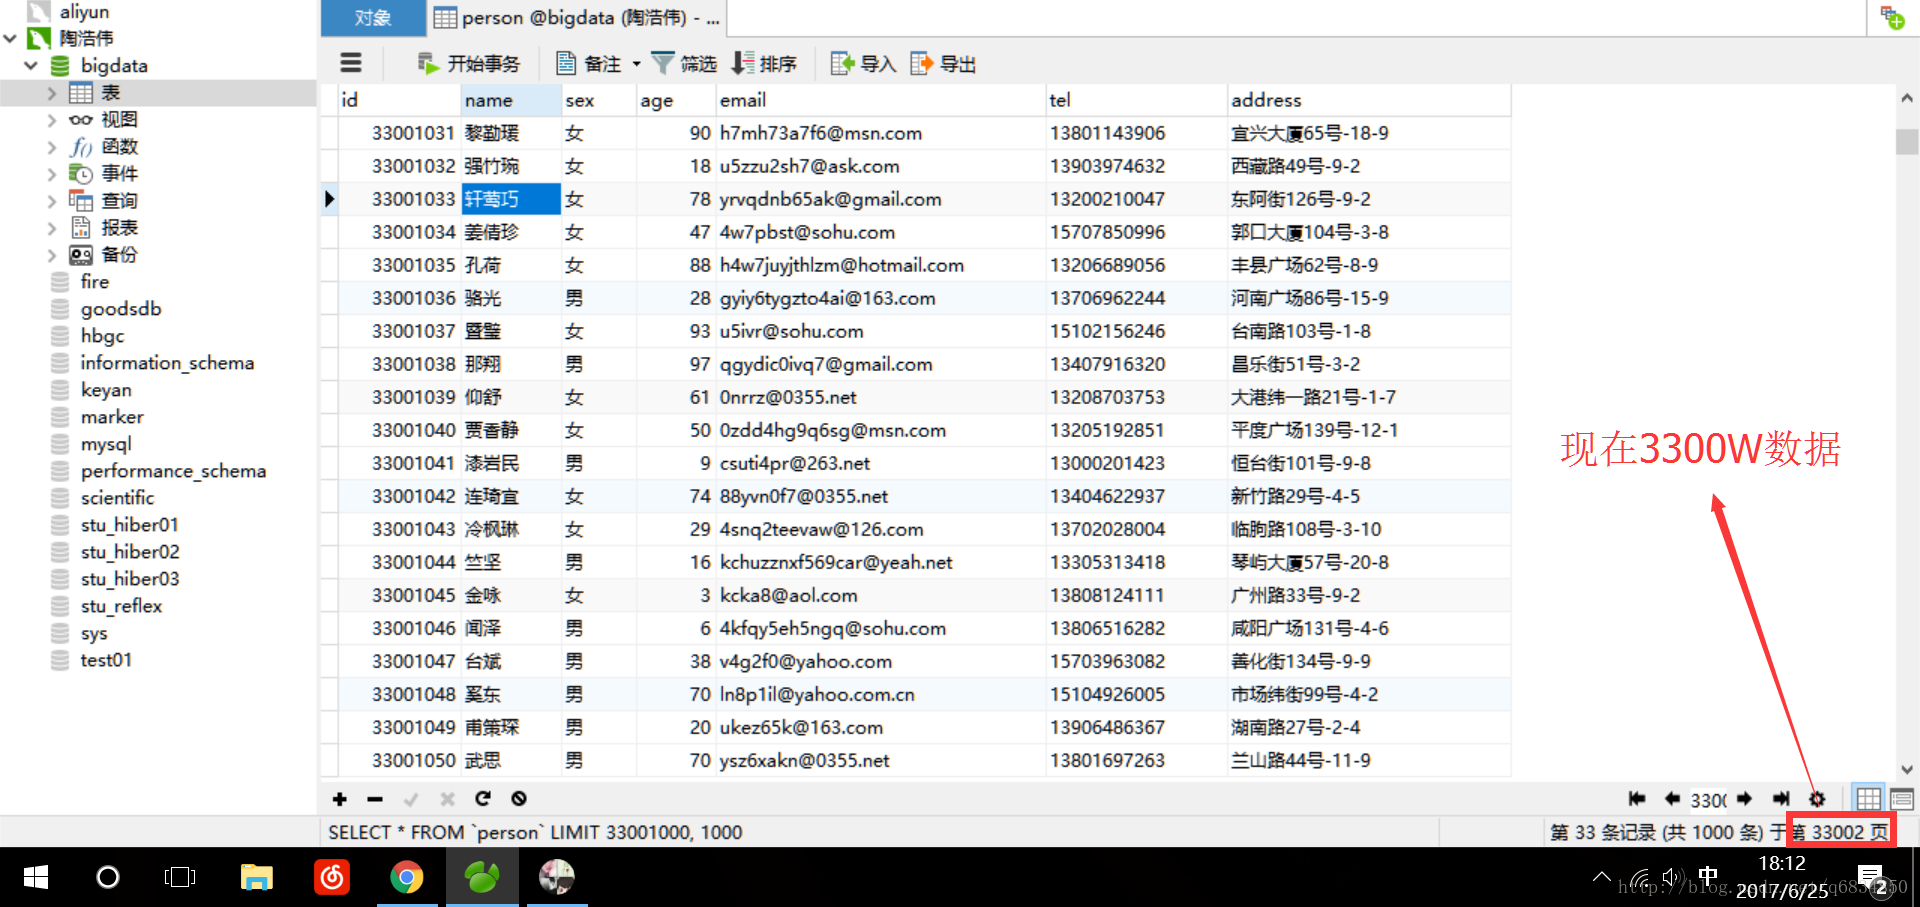 aliyun
陶浩伟
bigdata
表
视图
函数
事件
查询
报表
备份
fire
goodsdb
hbgc
information_schema
keyan
marker
mysql
performance_schema
scientific
stu_hiber01
stu_hiber02
stu_hiber03
stu_reflex
sys
test01
对象 person @bigdata (陶浩伟) - ...
开始事务 备注 筛选 排序 导入 导出
id name sex age email tel address
33001031 黎勤瑗 女 90 h7mh73a7f6@msn.com 13801143906 宜兴大厦65号-18-9
33001032 强竹琬 女 18 u5zzu2sh7@ask.com 13903974632 西藏路49号-9-2
33001033 轩莺巧 女 78 yrvqdnb65ak@gmail.com 13200210047 东阿街126号-9-2
33001034 姜倩珍 女 47 4w7pbst@sohu.com 15707850996 郭口大厦104号-3-8
33001035 孔荷 女 88 h4w7juyjthlzm@hotmail.com 13206689056 丰县广场62号-8-9
33001036 骆光 男 28 gyiy6tygzto4ai@163.com 13706962244 河南广场86号-15-9
33001037 暨璧 女 93 u5ivr@sohu.com 15102156246 台南路103号-1-8
33001038 那翔 男 97 qgydic0ivq7@gmail.com 13407916320 昌乐街51号-3-2
33001039 仰舒 女 61 0nrrz@0355.net 13208703753 大港纬一路21号-1-7
33001040 贾香静 女 50 0zdd4hg9q6sg@msn.com 13205192851 平度广场139号-12-1
33001041 漆岩民 男 9 csuti4pr@263.net 13000201423 恒台街101号-9-8
33001042 连琦宜 女 74 88yvn0f7@0355.net 13404622937 新竹路29号-4-5
33001043 冷枫琳 女 29 4snq2teevaw@126.com 13702028004 临朐路108号-3-10
33001044 竺坚 男 16 kchuzznxf569car@yeah.net 13305313418 琴屿大厦57号-20-8
33001045 金咏 女 3 kcka8@aol.com 13808124111 广州路33号-9-2
33001046 闻泽 男 6 4kfqy5eh5ngq@sohu.com 13806516282 咸阳广场131号-4-6
33001047 台斌 男 38 v4g2f0@yahoo.com 15703963082 善化街134号-9-9
33001048 奚东 男 70 ln8p1il@yahoo.com.cn 15104926005 市场纬街99号-4-2
33001049 甫策琛 男 20 ukez65k@163.com 13906486367 湖南路27号-2-4
33001050 武思 男 70 ysz6xakn@0355.net 13801697263 兰山路44号-11-9
现在3300W数据
3300
SELECT * FROM `person` LIMIT 33001000, 1000
第 33 条记录 (共 1000 条) 于第 33002 页
中
18:12
2017/6/25
2